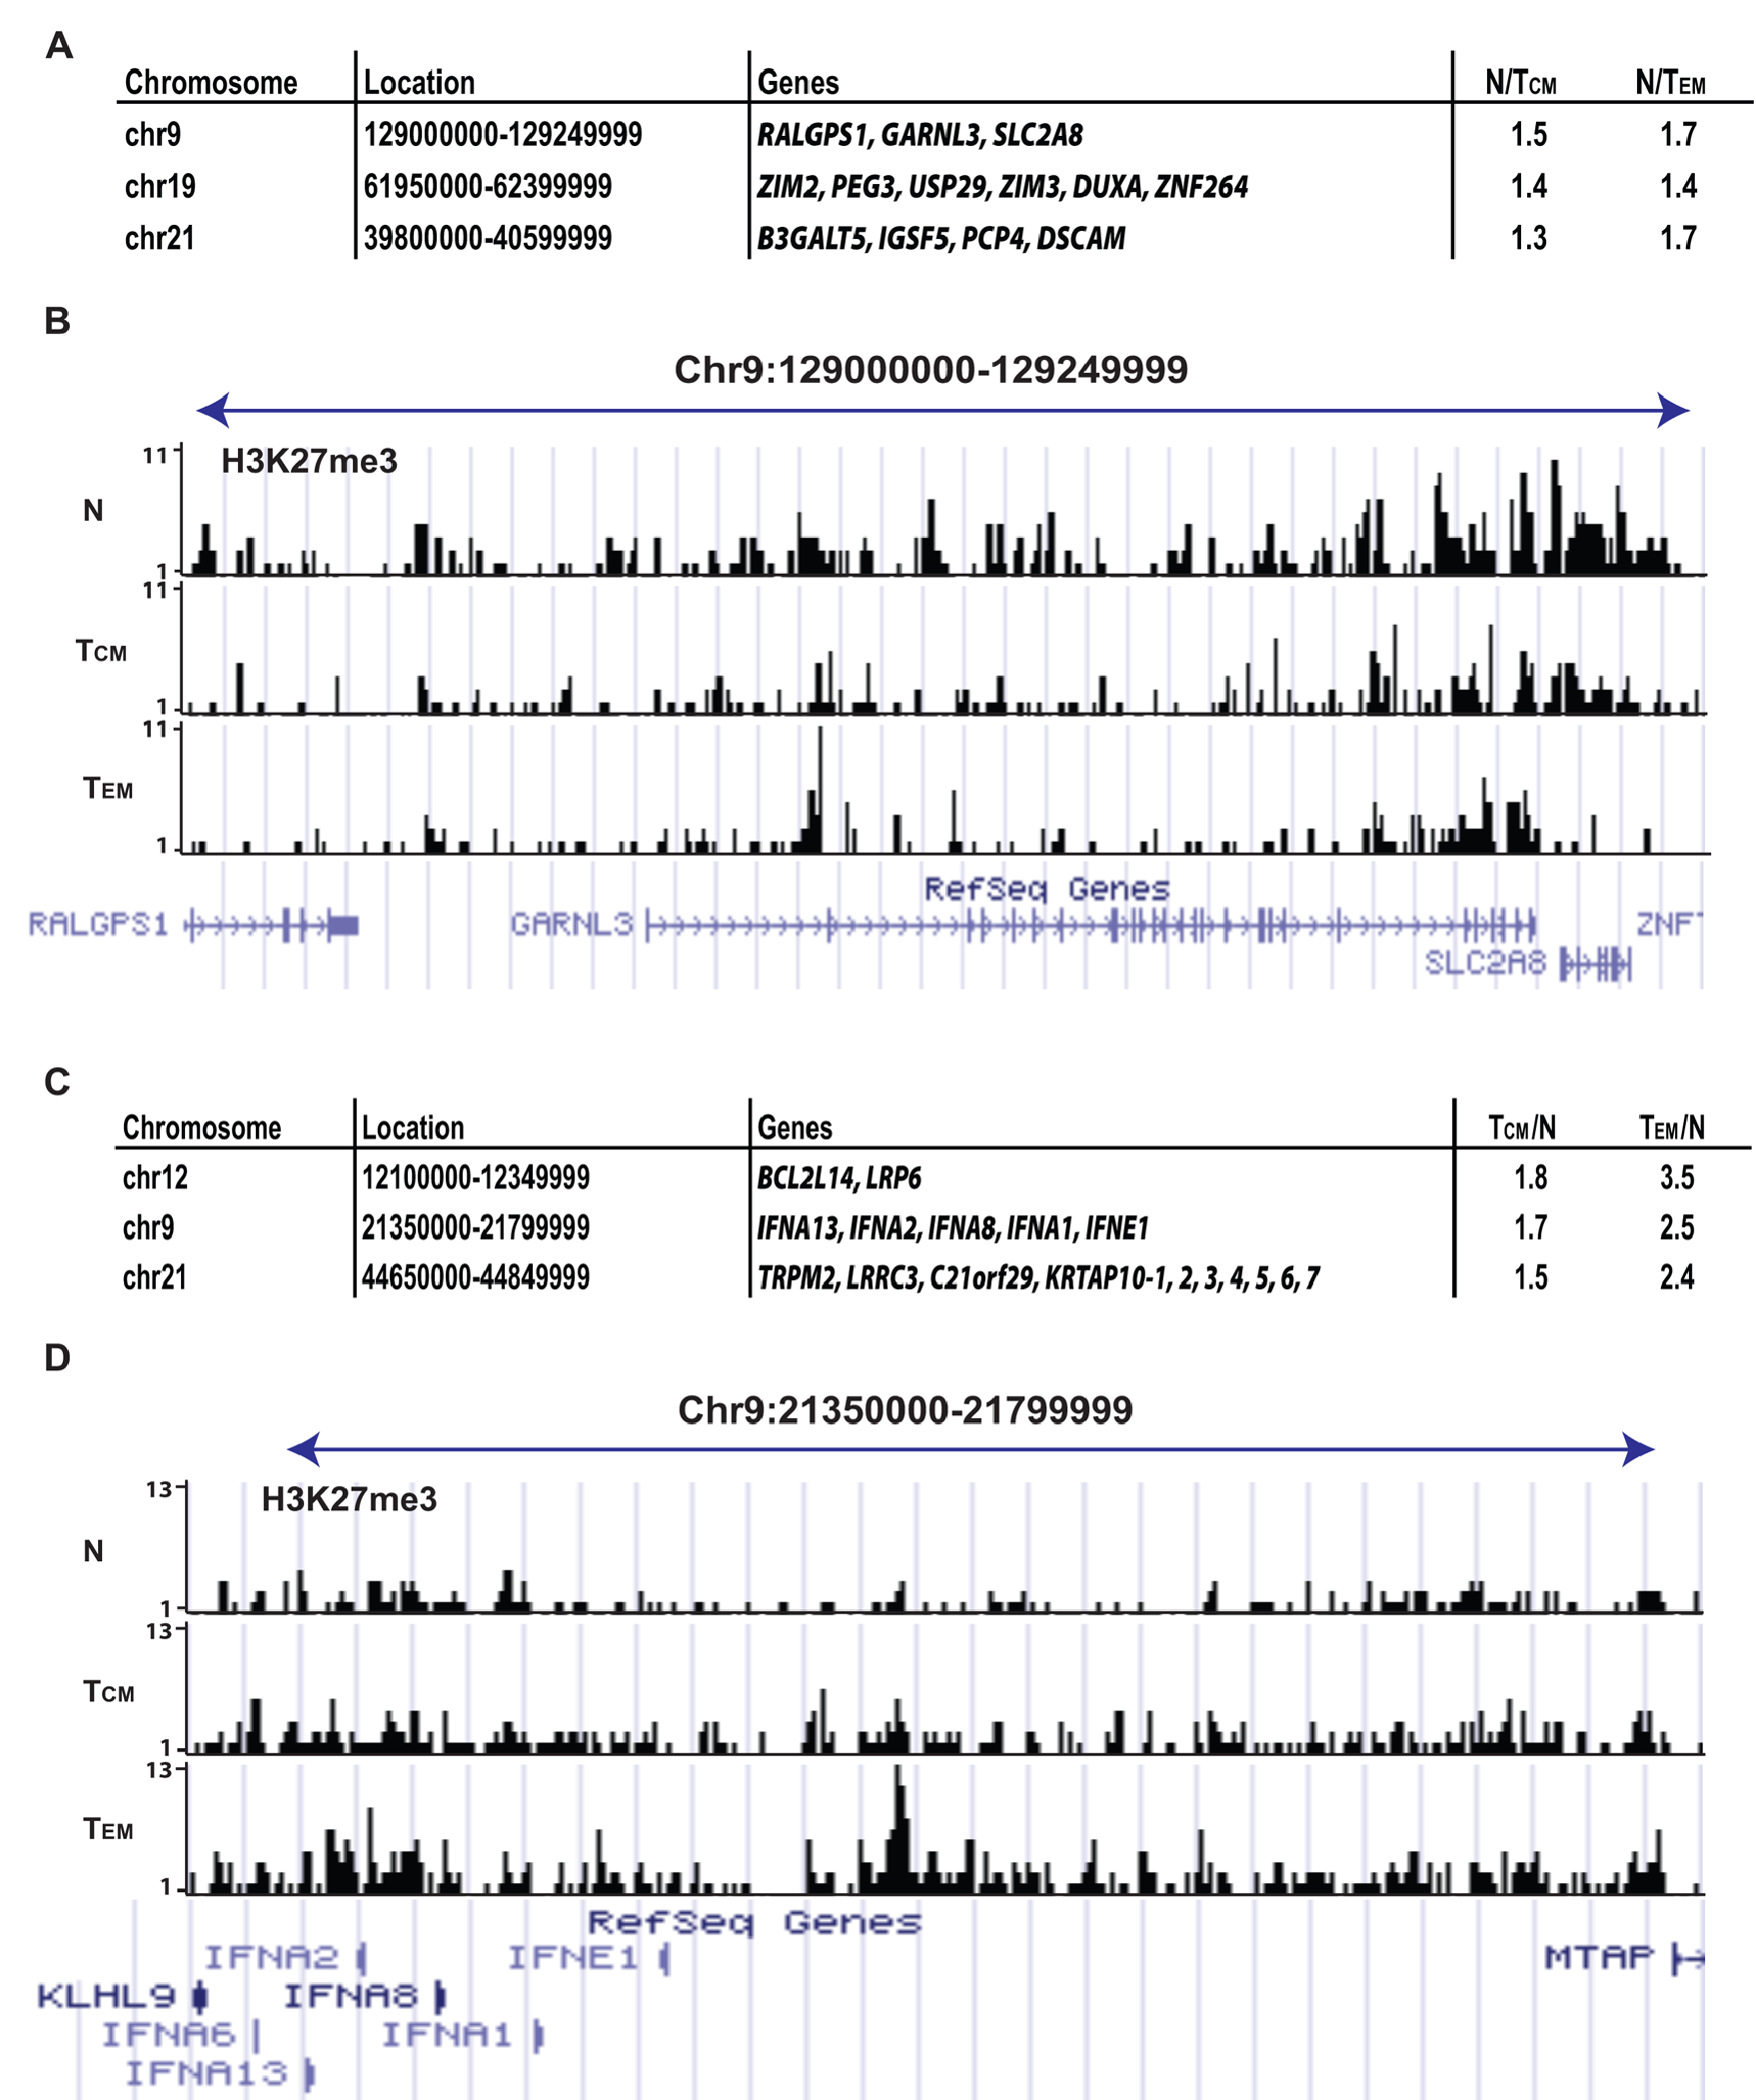 A
Chromosome Location Genes N/TCM N/TEM
chr9 129000000-129249999 RALGPS1, GARNL3, SLC2A8 1.5 1.7
chr19 61950000-62399999 ZIM2, PEG3, USP29, ZIM3, DUXA, ZNF264 1.4 1.4
chr21 39800000-40599999 B3GALT5, IGSF5, PCP4, DSCAM 1.3 1.7
B
Chr9:129000000-129249999
11
H3K27me3
N
1
11
TCM
1
11
TEM
1
RefSeq Genes
RALGPS1 GARNL3 ZNF
SLC2A8
C
Chromosome Location Genes TCM/N TEM/N
chr12 12100000-12349999 BCL2L14, LRP6 1.8 3.5
chr9 21350000-21799999 IFNA13, IFNA2, IFNA8, IFNA1, IFNE1 1.7 2.5
chr21 44650000-44849999 TRPM2, LRRC3, C21orf29, KRTAP10-1, 2, 3, 4, 5, 6, 7 1.5 2.4
D
Chr9:21350000-21799999
13
H3K27me3
N
1
13
TCM
1
13
TEM
1
RefSeq Genes
IFNA2 IFNE1 MTAP
KLHL9 IFNA8
IFNA6 IFNA1
IFNA13